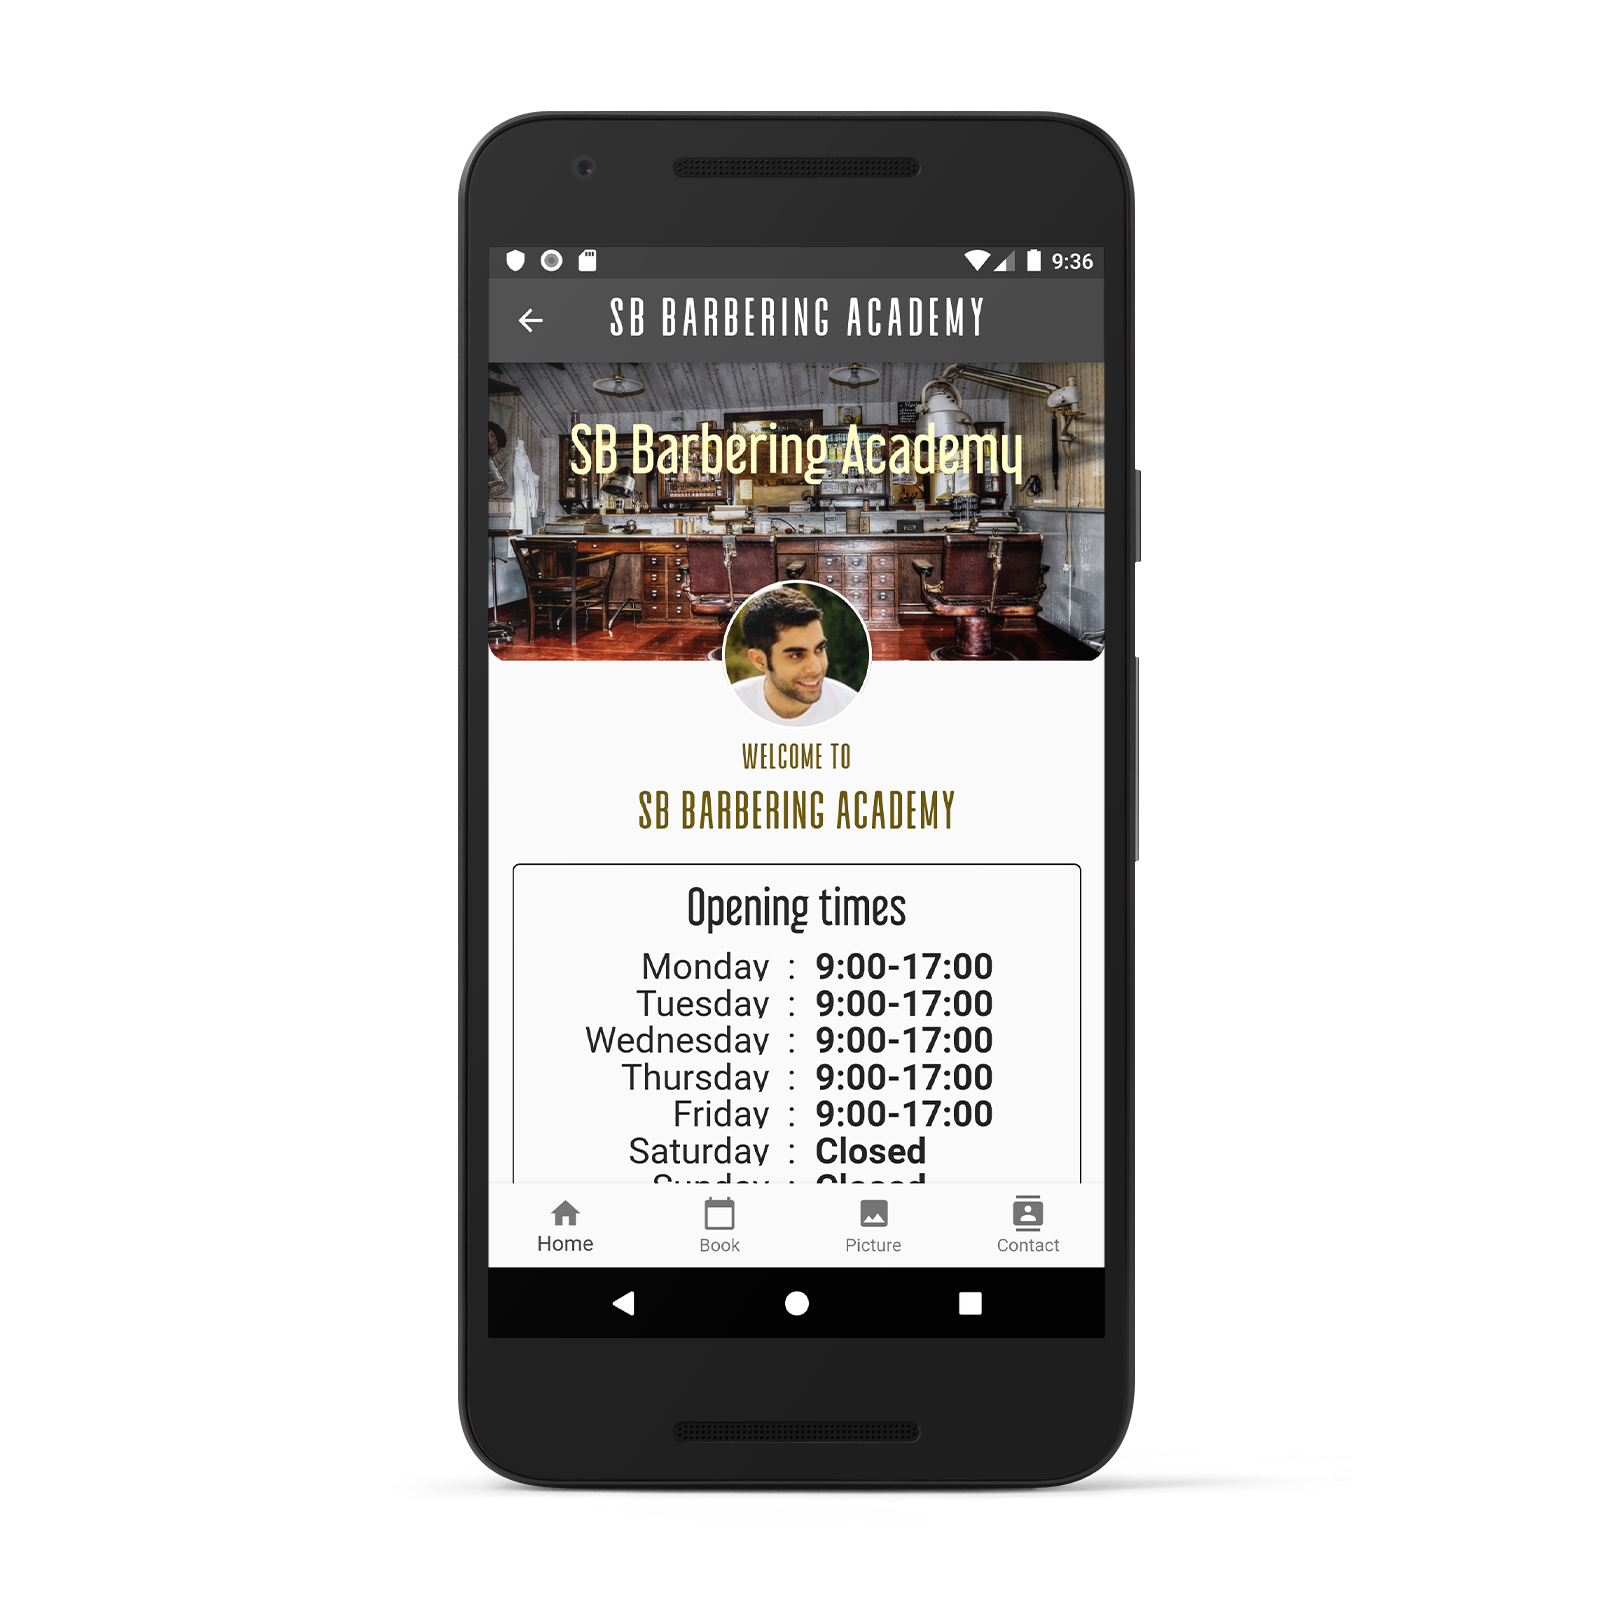 9:36
SB BARBERING ACADEMY
SB Barbering Academy
WELCOME TO
SB BARBERING ACADEMY
Opening times
Monday : 9:00-17:00
Tuesday : 9:00-17:00
Wednesday : 9:00-17:00
Thursday : 9:00-17:00
Friday : 9:00-17:00
Saturday : Closed
Sunday : Closed
Home Book Picture Contact